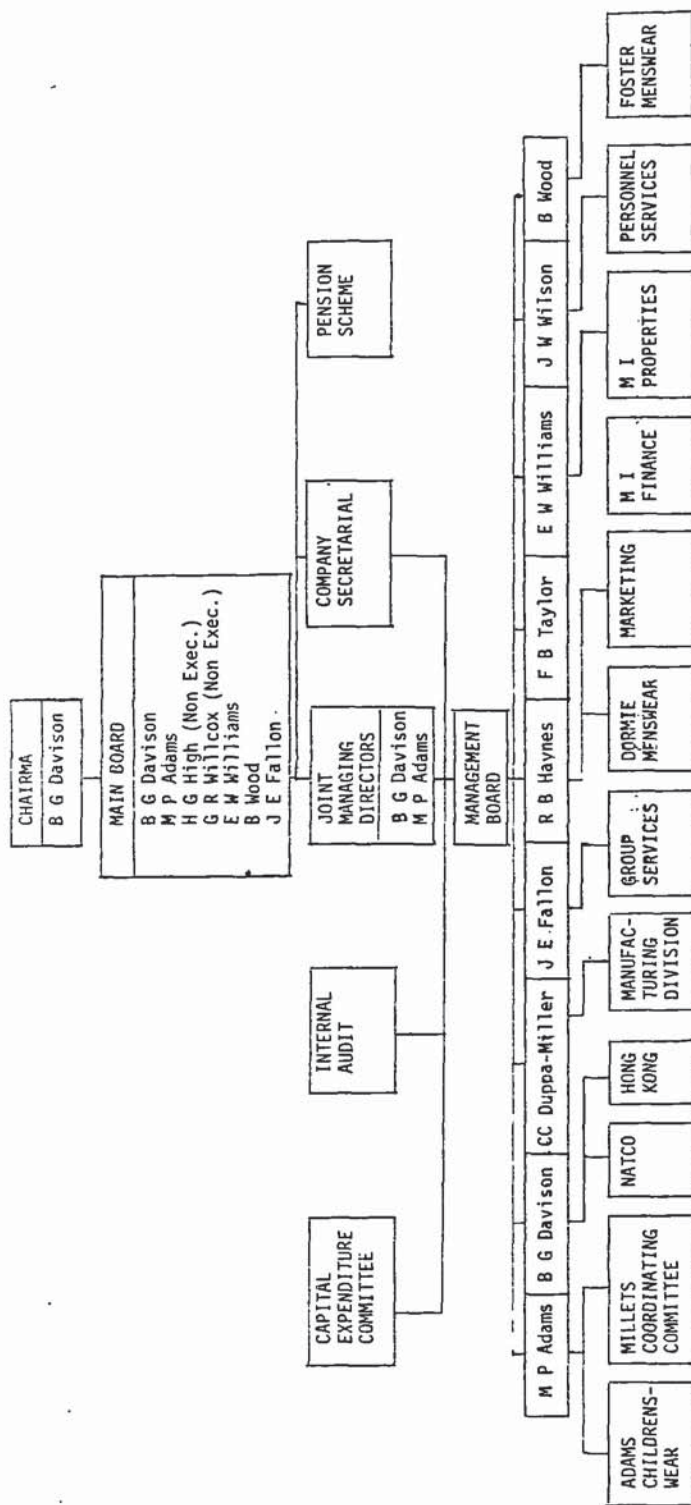 CHAIRMA
B G Davison
MAIN BOARD
B G Davison
M P Adams
H G High (Non Exec.)
G R Willcox (Non Exec.)
E W Williams
B Wood
J E Fallon
CAPITAL
EXPENDITURE
COMMITTEE
INTERNAL
AUDIT
JOINT
MANAGING
DIRECTORS
B G Davison
M P Adams
COMPANY
SECRETARIAL
PENSION
SCHEME
MANAGEMENT
BOARD
M P Adams
B G Davison
CC Duppa-Miller
J E Fallon
R B Haynes
F B Taylor
E W Williams
J W Wilson
B Wood
ADAMS
CHILDRENS-
WEAR
MILLETS
COORDINATING
COMMITTEE
NATCO
HONG
KONG
MANUFAC-
TURING
DIVISION
GROUP
SERVICES
DORMIE
MENSWEAR
MARKETING
M I
FINANCE
M I
PROPERTIES
PERSONNEL
SERVICES
FOSTER
MENSWEAR